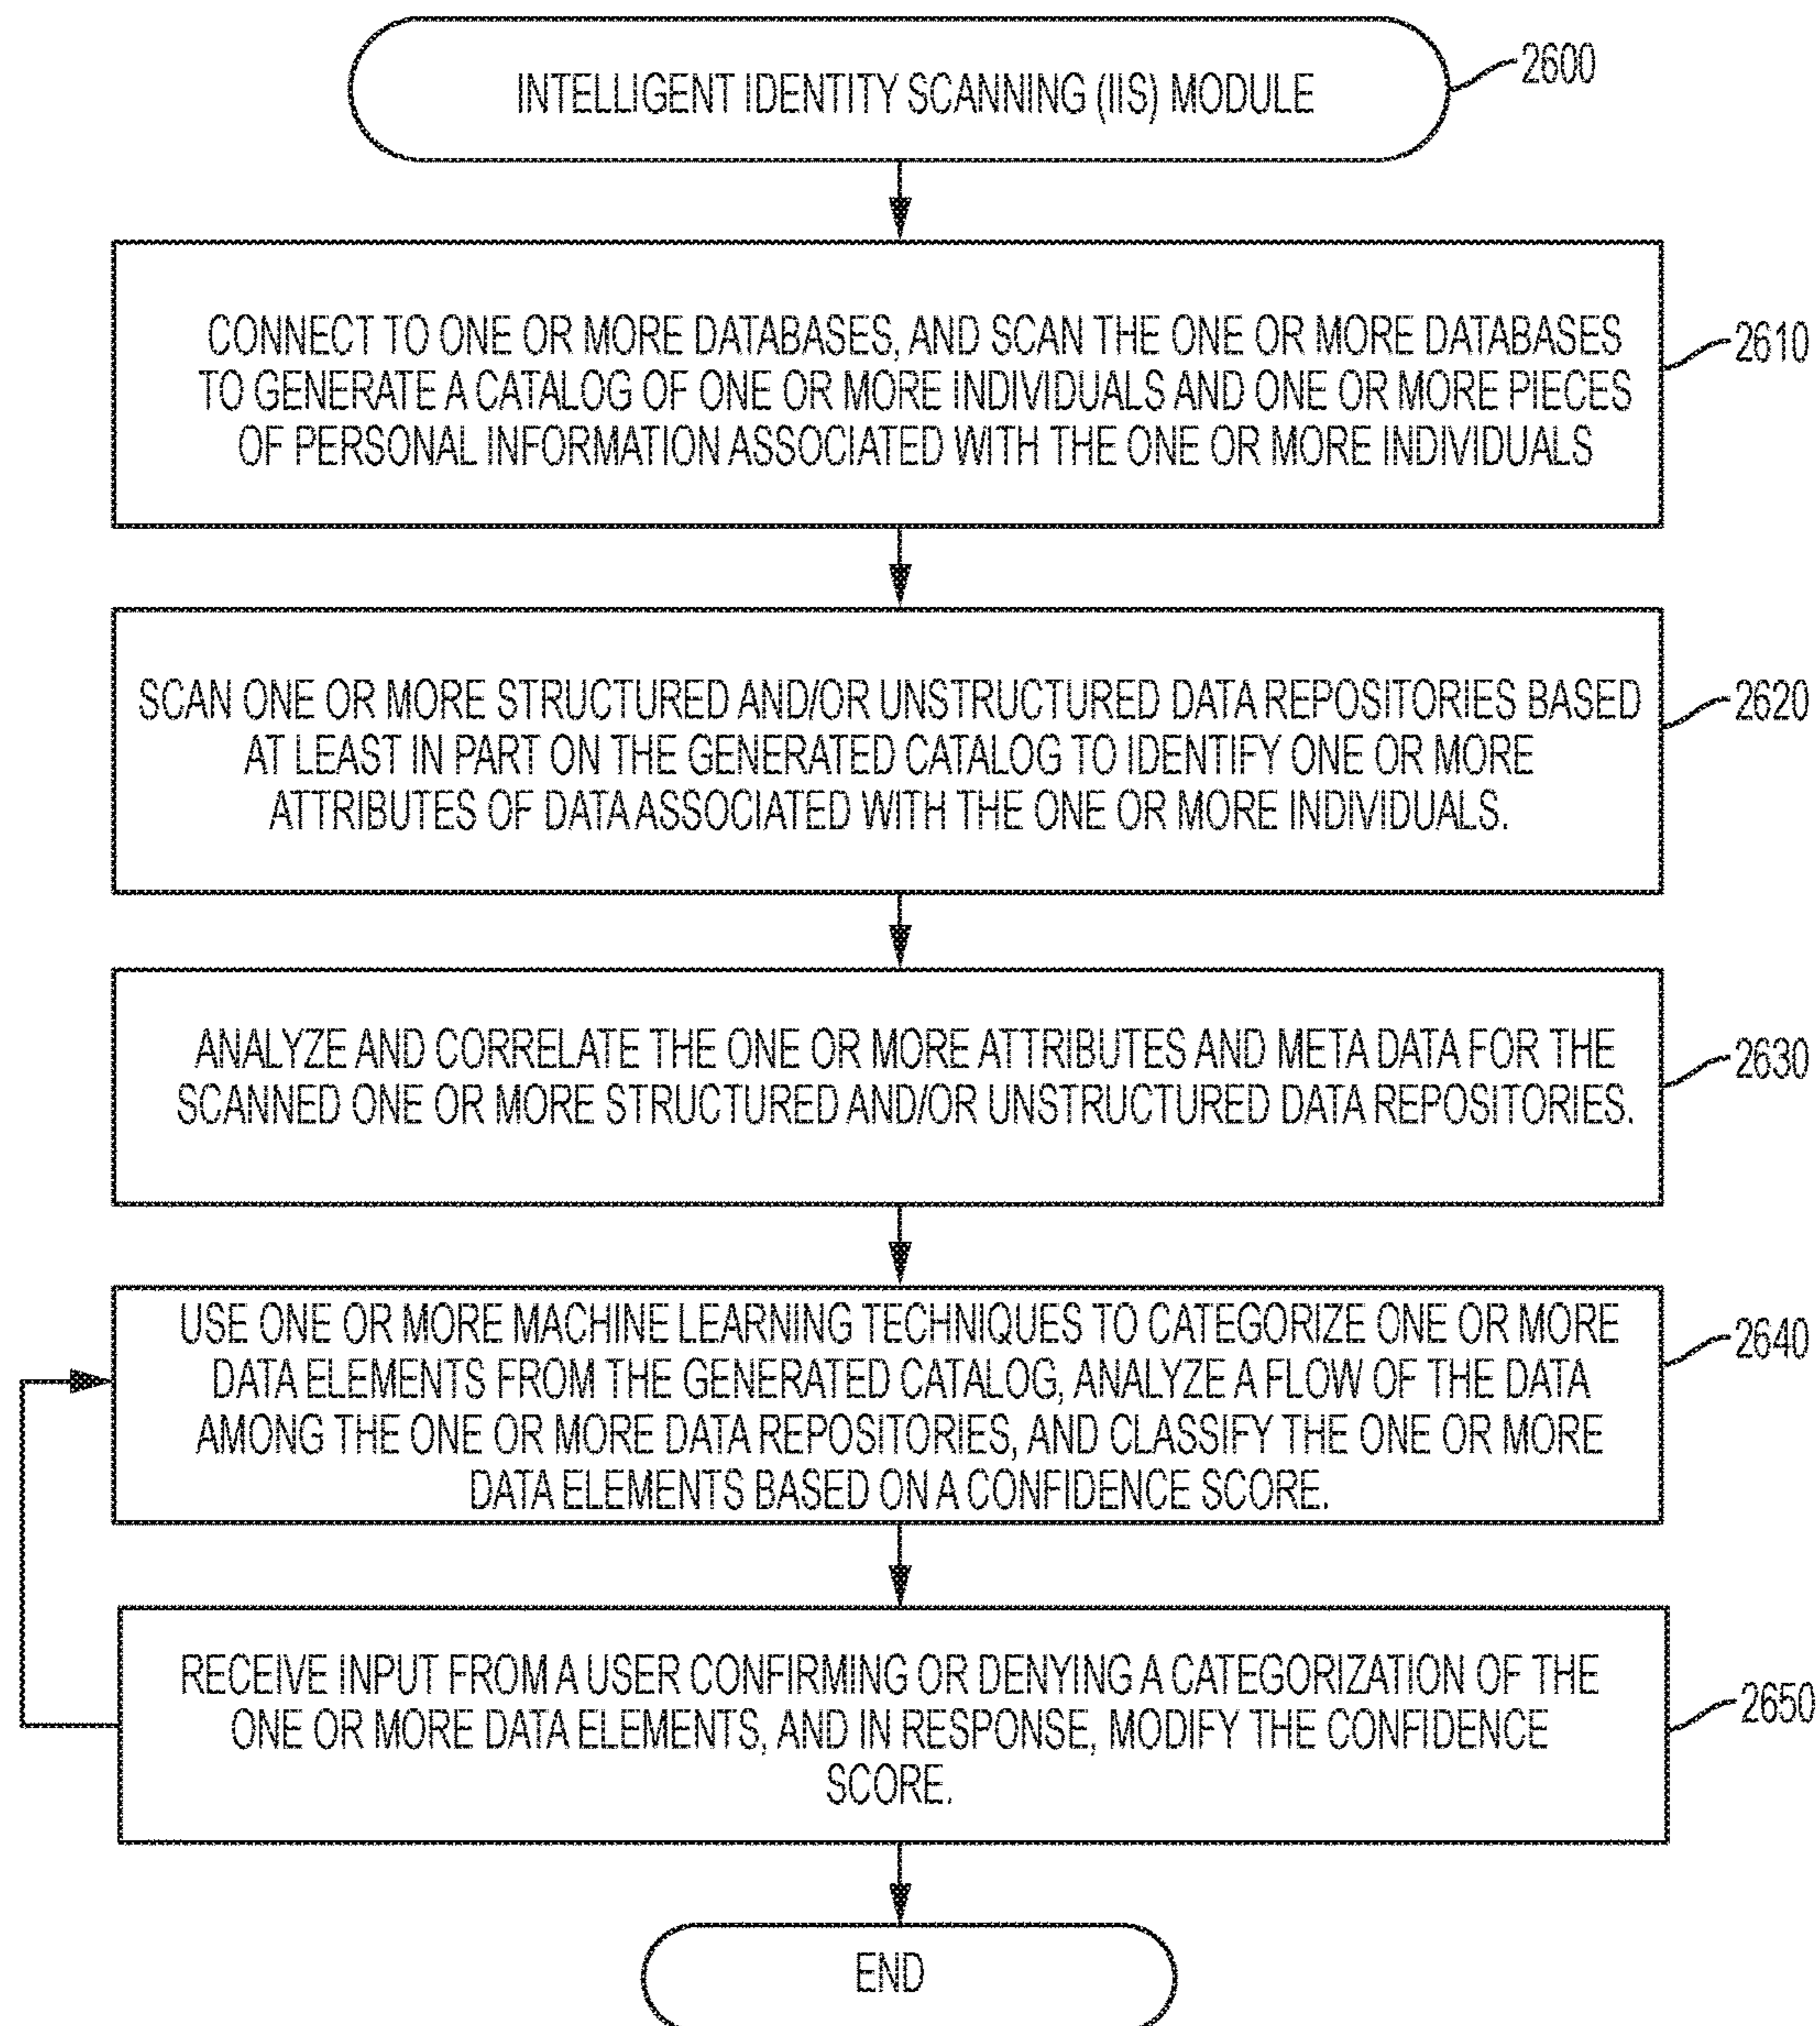 INTELLIGENT IDENTITY SCANNING (IIS) MODULE
2600
CONNECT TO ONE OR MORE DATABASES, AND SCAN THE ONE OR MORE DATABASES
TO GENERATE A CATALOG OF ONE OR MORE INDIVIDUALS AND ONE OR MORE PIECES
OF PERSONAL INFORMATION ASSOCIATED WITH THE ONE OR MORE INDIVIDUALS
2610
SCAN ONE OR MORE STRUCTURED AND/OR UNSTRUCTURED DATA REPOSITORIES BASED
AT LEAST IN PART ON THE GENERATED CATALOG TO IDENTIFY ONE OR MORE
ATTRIBUTES OF DATA ASSOCIATED WITH THE ONE OR MORE INDIVIDUALS.
2620
ANALYZE AND CORRELATE THE ONE OR MORE ATTRIBUTES AND META DATA FOR THE
SCANNED ONE OR MORE STRUCTURED AND/OR UNSTRUCTURED DATA REPOSITORIES.
2630
USE ONE OR MORE MACHINE LEARNING TECHNIQUES TO CATEGORIZE ONE OR MORE
DATA ELEMENTS FROM THE GENERATED CATALOG, ANALYZE A FLOW OF THE DATA
AMONG THE ONE OR MORE DATA REPOSITORIES, AND CLASSIFY THE ONE OR MORE
DATA ELEMENTS BASED ON A CONFIDENCE SCORE.
2640
RECEIVE INPUT FROM A USER CONFIRMING OR DENYING A CATEGORIZATION OF THE
ONE OR MORE DATA ELEMENTS, AND IN RESPONSE, MODIFY THE CONFIDENCE
SCORE.
2650
END